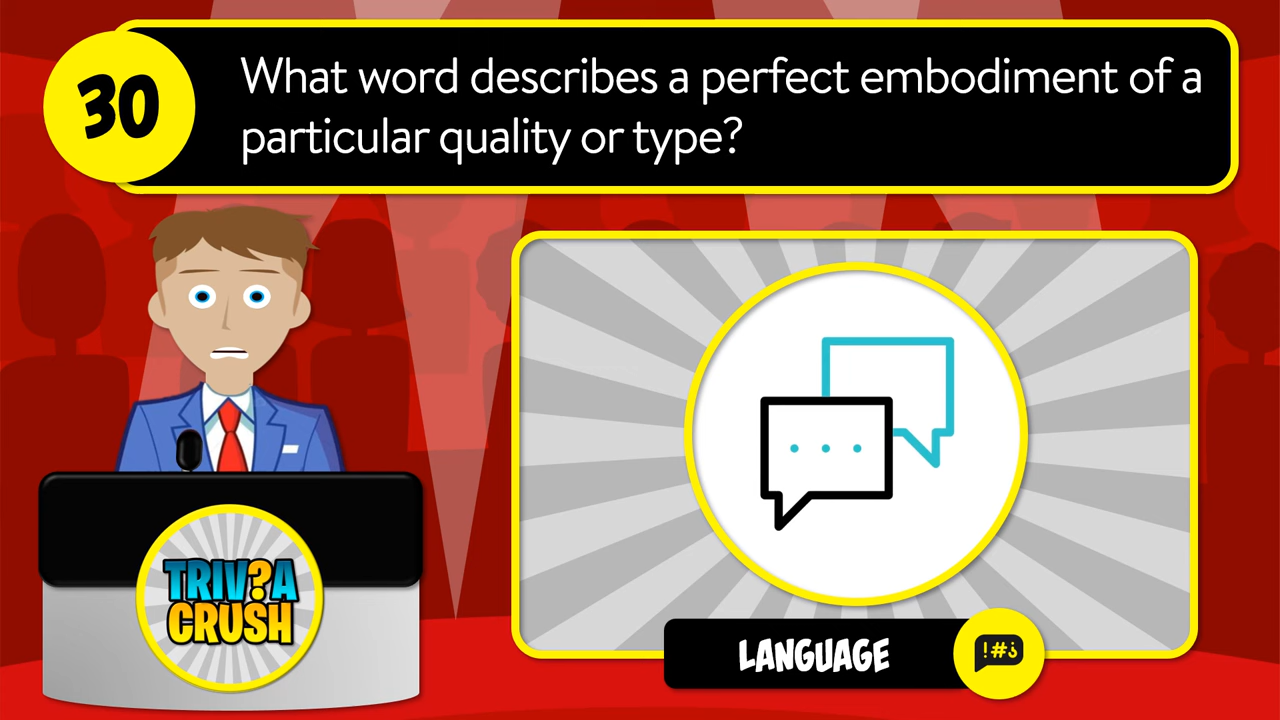 30
What word describes a perfect embodiment of a
particular quality or type?
TRIV?A
CRUSH
LANGUAGE
!#¿